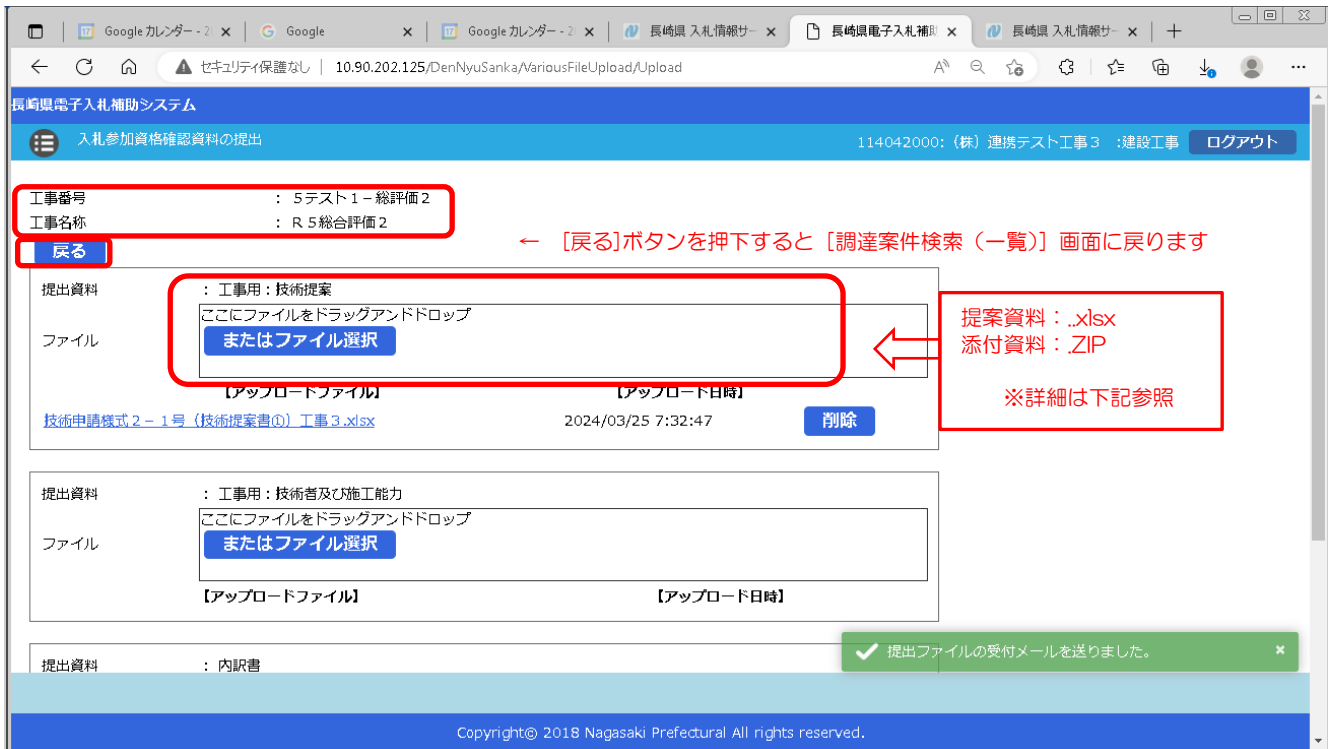 Google カレンダー - 2
Google
Google カレンダー - 2
長崎県 入札情報サー
長崎県電子入札補助
長崎県 入札情報サー
セキュリティ保護なし | 10.90.202.125/DenNyuSanka/VariousFileUpload/Upload
長崎県電子入札補助システム
入札参加資格確認資料の提出
114042000:（株）連携テスト工事３ :建設工事
ログアウト
工事番号 : ５テスト１－総評価２
工事名称 : Ｒ５総合評価２
戻る
← [戻る]ボタンを押下すると［調達案件検索（一覧）］画面に戻ります
提出資料 : 工事用：技術提案
ここにファイルをドラッグアンドドロップ
ファイル
またはファイル選択
提案資料：.xlsx
添付資料：.ZIP
※詳細は下記参照
【アップロードファイル】 【アップロード日時】
技術申請様式２－１号（技術提案書①）工事３.xlsx 2024/03/25 7:32:47 削除
提出資料 : 工事用：技術者及び施工能力
ここにファイルをドラッグアンドドロップ
ファイル
またはファイル選択
【アップロードファイル】 【アップロード日時】
提出ファイルの受付メールを送りました。
提出資料 : 内訳書
Copyright© 2018 Nagasaki Prefectural All rights reserved.